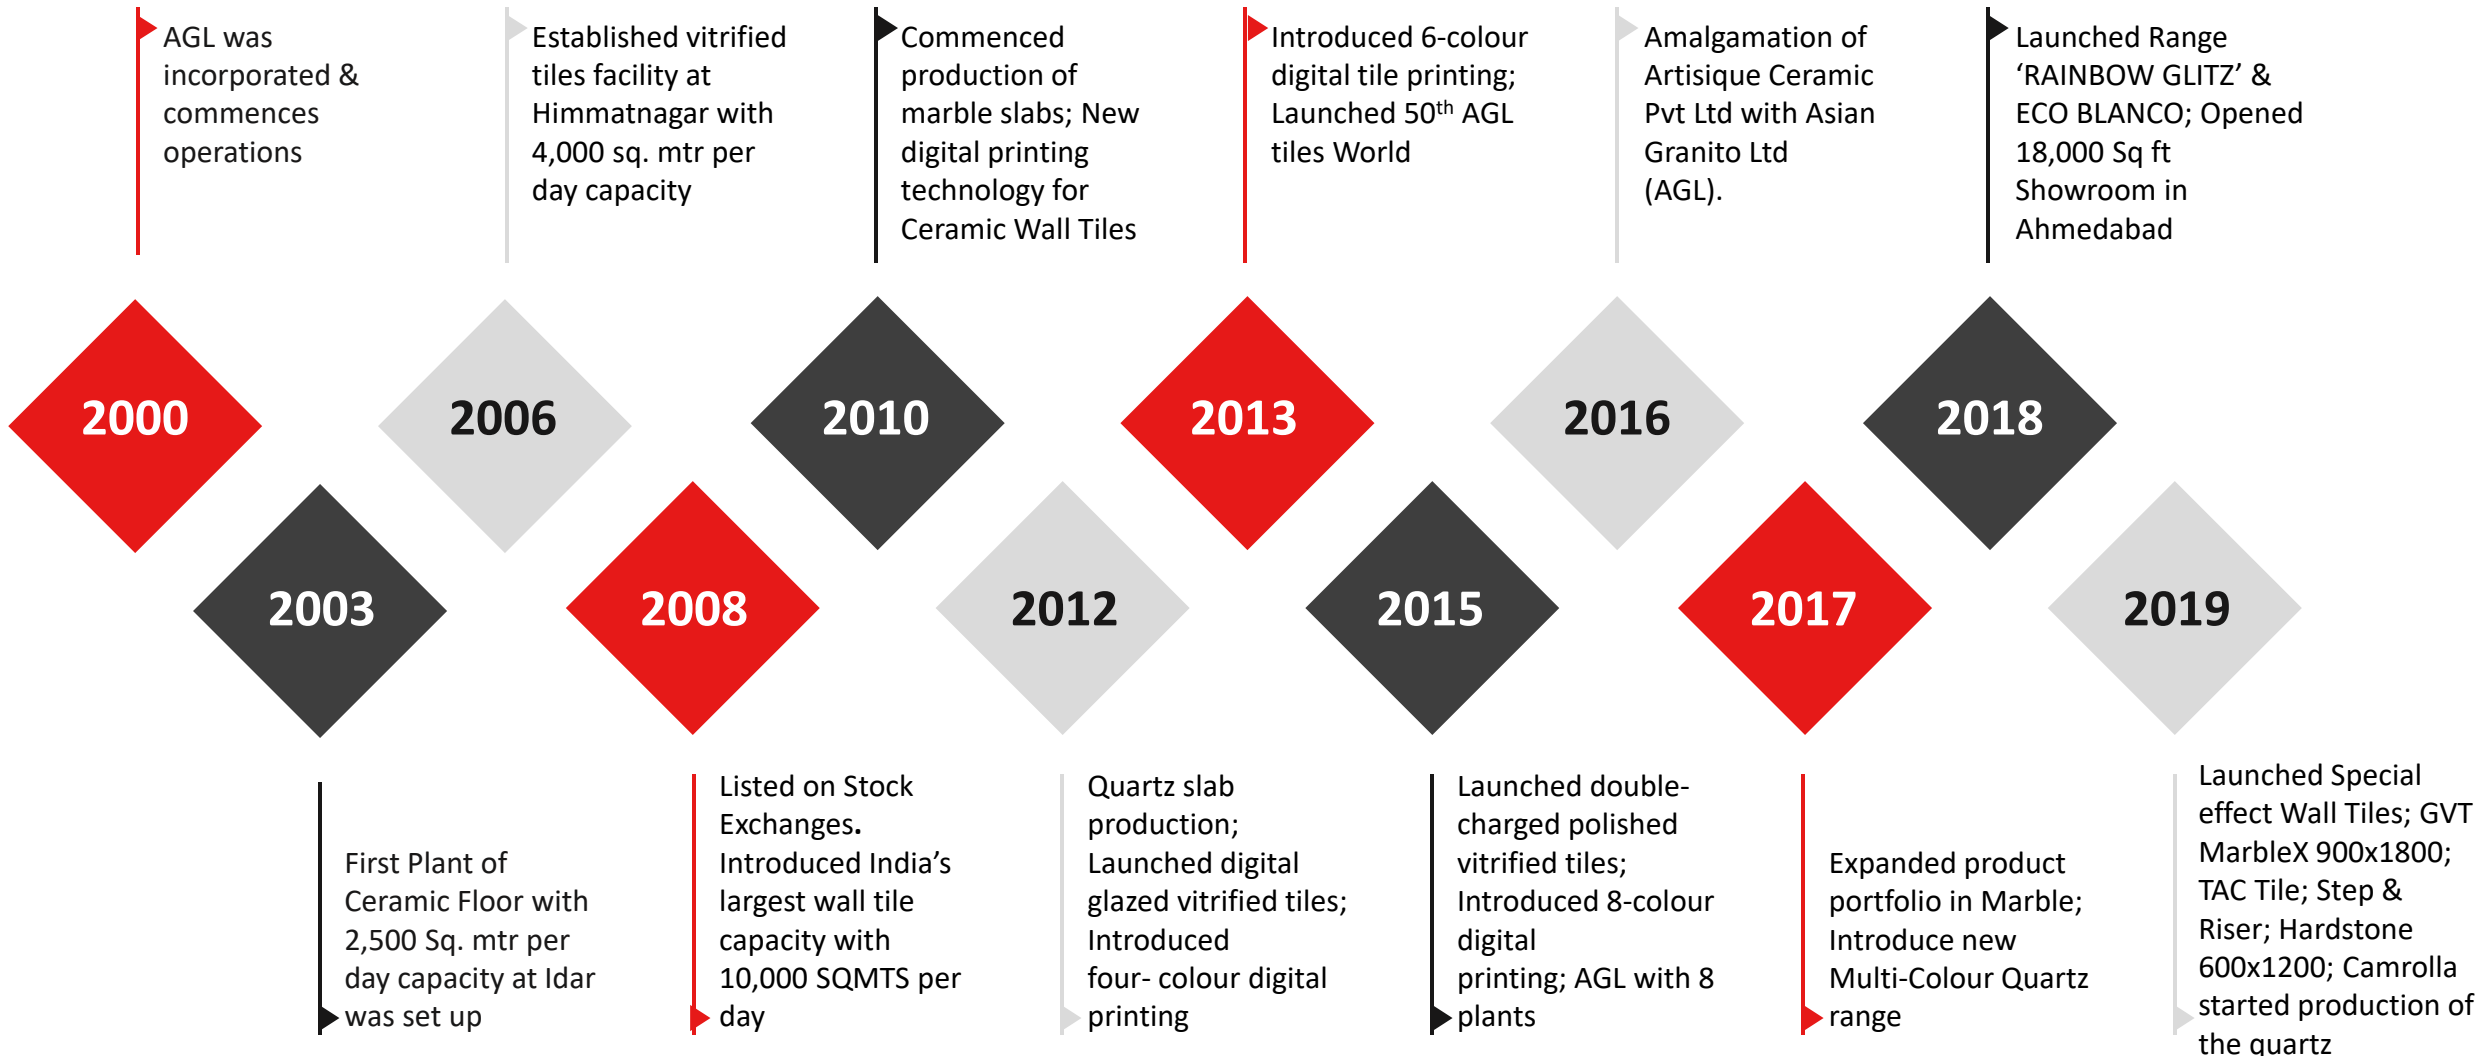 AGL was
incorporated &
commences
operations
Established vitrified
tiles facility at
Himmatnagar with
4,000 sq. mtr per
day capacity
Commenced
production of
marble slabs; New
digital printing
technology for
Ceramic Wall Tiles
Introduced 6-colour
digital tile printing;
Launched 50th AGL
tiles World
Amalgamation of
Artisique Ceramic
Pvt Ltd with Asian
Granito Ltd
(AGL).
Launched Range
‘RAINBOW GLITZ’ &
ECO BLANCO; Opened
18,000 Sq ft
Showroom in
Ahmedabad
2000
2006
2010
2013
2016
2018
2003
2008
2012
2015
2017
2019
First Plant of
Ceramic Floor with
2,500 Sq. mtr per
day capacity at Idar
was set up
Listed on Stock
Exchanges.
Introduced India’s
largest wall tile
capacity with
10,000 SQMTS per
day
Quartz slab
production;
Launched digital
glazed vitrified tiles;
Introduced
four- colour digital
printing
Launched double-
charged polished
vitrified tiles;
Introduced 8-colour
digital
printing; AGL with 8
plants
Expanded product
portfolio in Marble;
Introduce new
Multi-Colour Quartz
range
Launched Special
effect Wall Tiles; GVT
MarbleX 900x1800;
TAC Tile; Step &
Riser; Hardstone
600x1200; Camrolla
started production of
the quartz